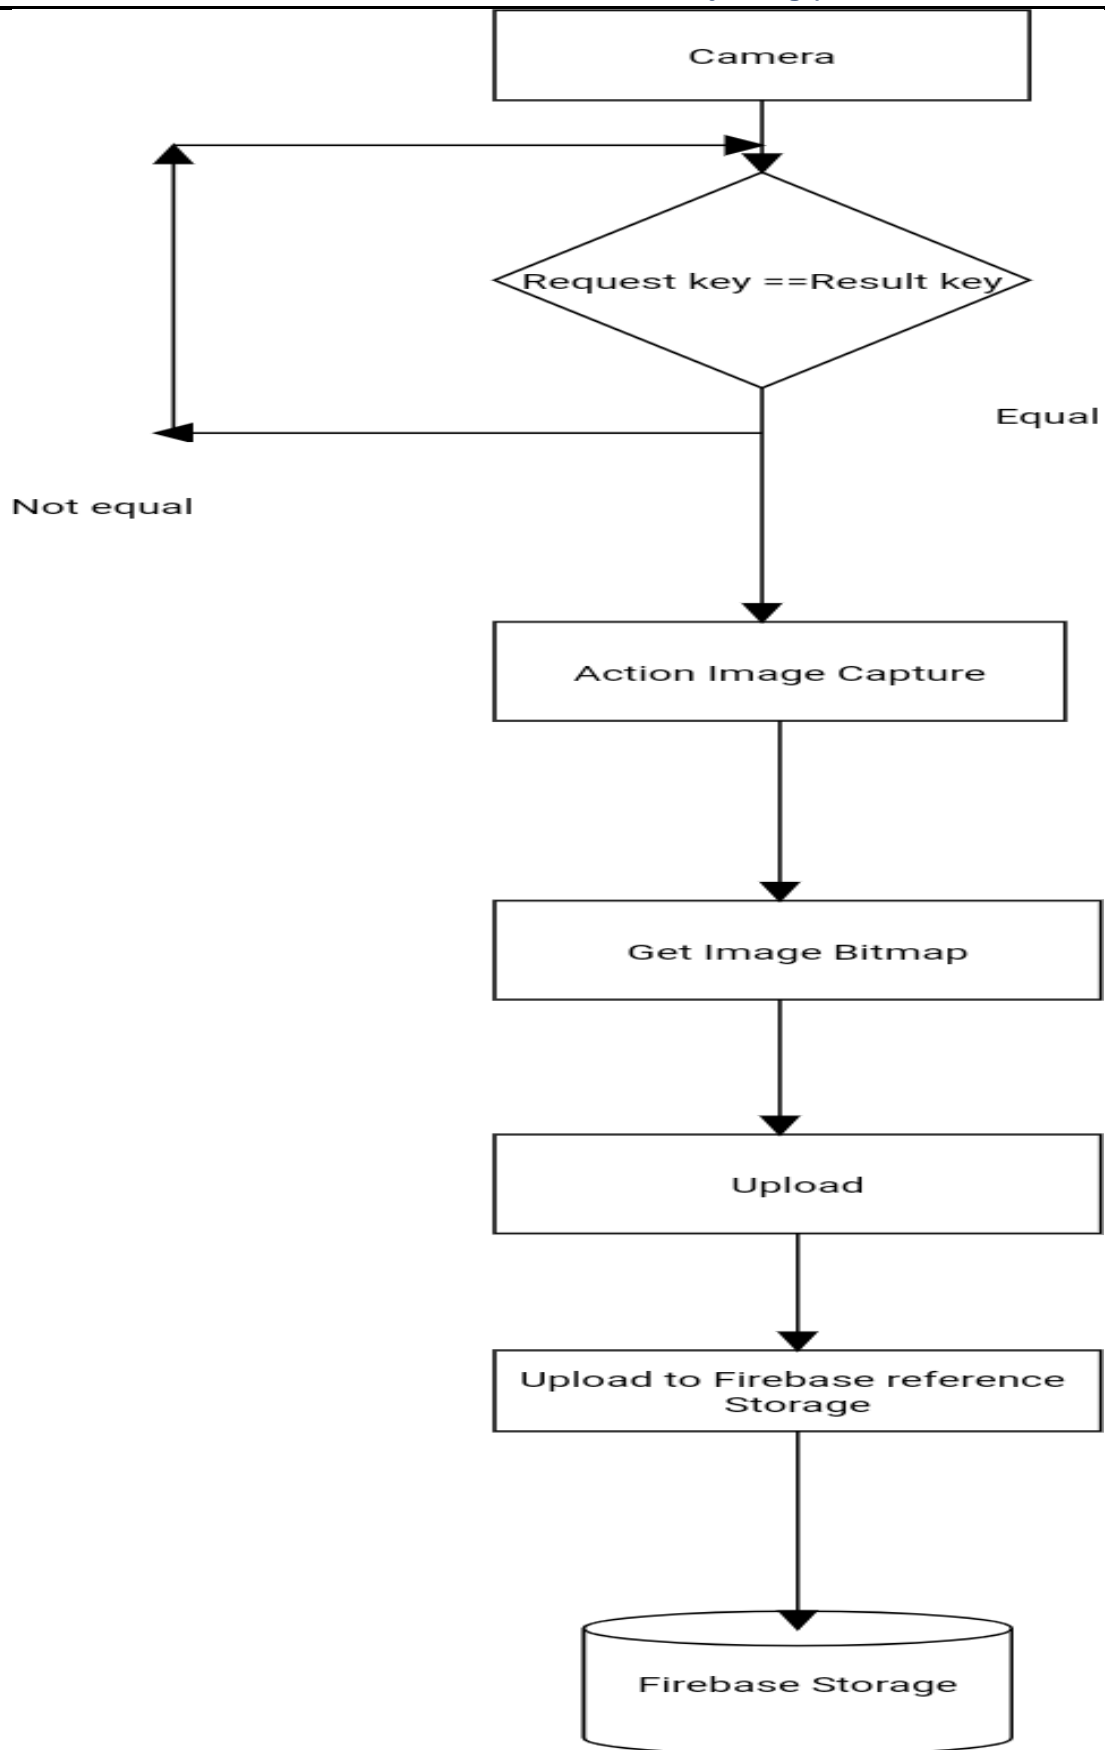 Camera
Request key ==Result key
Equal
Not equal
Action Image Capture
Get Image Bitmap
Upload
Upload to Firebase reference
Storage
Firebase Storage